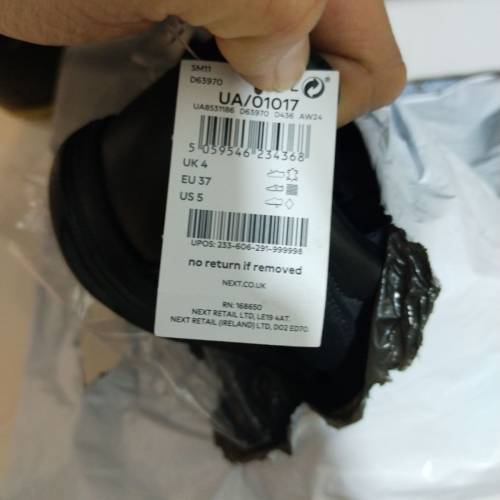 SM11
D63970
UA/01017
UA8531186 D63970 D436 AW24
5 059546 234368
UK 4
EU 37
US 5
UPOS: 233-606-291-999998
no return if removed
NEXT.CO.UK
RN: 168650
NEXT RETAIL LTD, LE19 4AT.
NEXT RETAIL (IRELAND) LTD, D02 ED70.